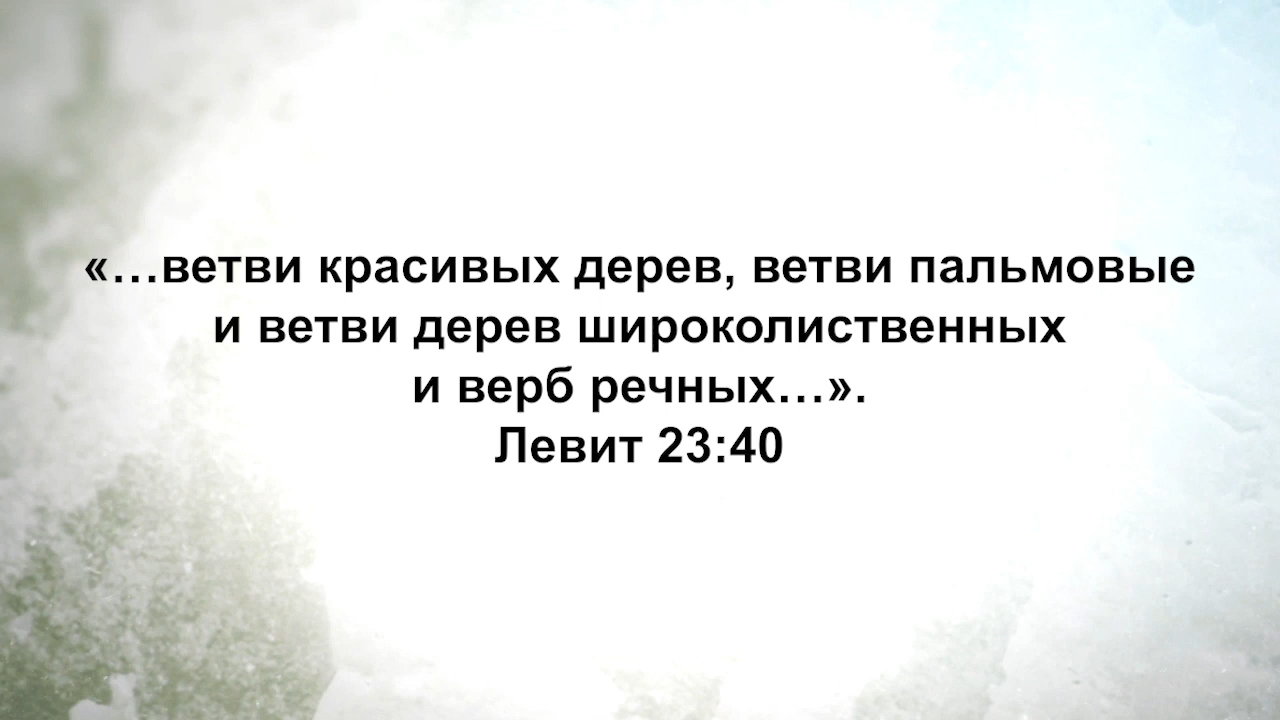 «…ветви красивых дерев, ветви пальмовые
и ветви дерев широколиственных
и верб речных…».
Левит 23:40